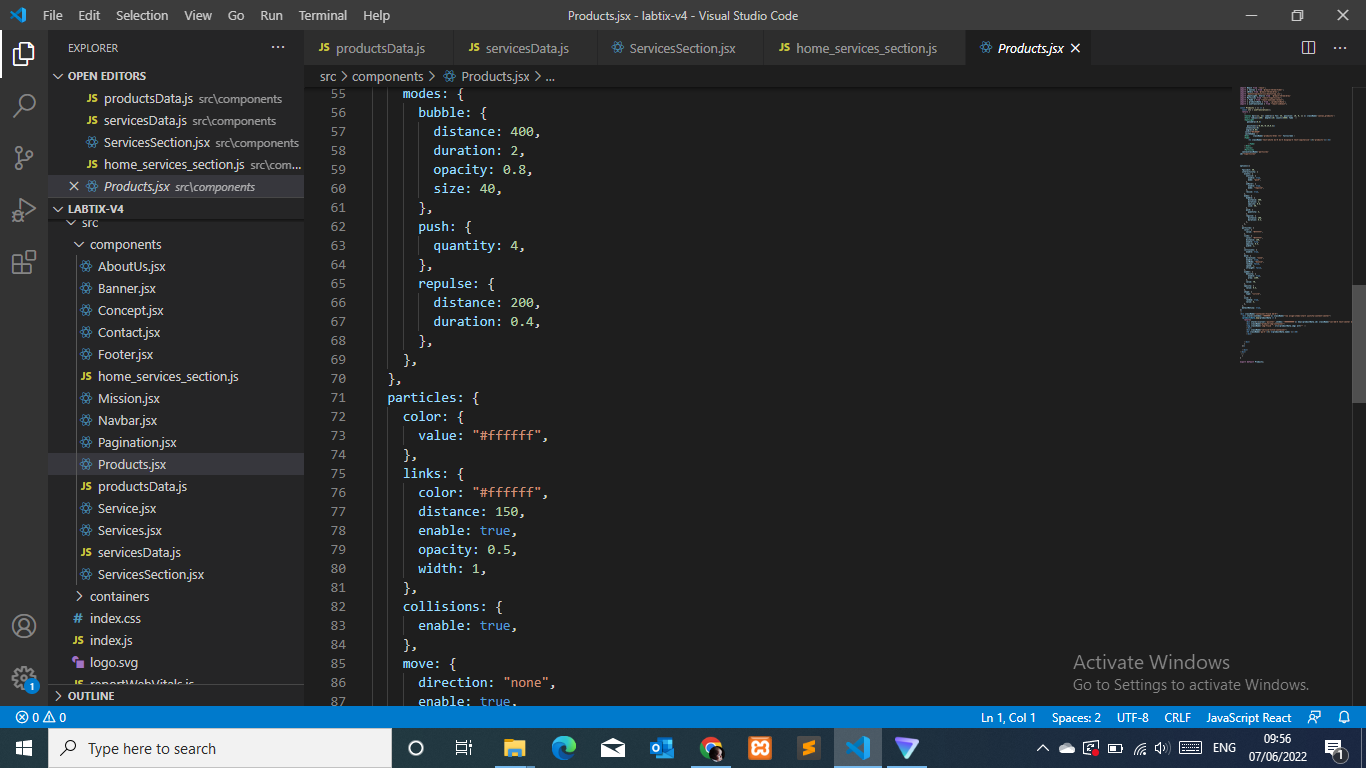 File Edit Selection View Go Run Terminal Help
Products.jsx - labtix-v4 - Visual Studio Code
EXPLORER
OPEN EDITORS
JS productsData.js src\components
JS servicesData.js src\components
ServicesSection.jsx src\components
JS home_services_section.js src\com...
Products.jsx src\components
LABTIX-V4
src
components
AboutUs.jsx
Banner.jsx
Concept.jsx
Contact.jsx
Footer.jsx
JS home_services_section.js
Mission.jsx
Navbar.jsx
Pagination.jsx
Products.jsx
JS productsData.js
Service.jsx
Services.jsx
JS servicesData.js
ServicesSection.jsx
containers
# index.css
JS index.js
logo.svg
JS reportWebVitals.js
OUTLINE
JS productsData.js JS servicesData.js ServicesSection.jsx JS home_services_section.js Products.jsx
src > components > Products.jsx > ...
55 modes: {
56 bubble: {
57 distance: 400,
58 duration: 2,
59 opacity: 0.8,
60 size: 40,
61 },
62 push: {
63 quantity: 4,
64 },
65 repulse: {
66 distance: 200,
67 duration: 0.4,
68 },
69 },
70 },
71 particles: {
72 color: {
73 value: "#ffffff",
74 },
75 links: {
76 color: "#ffffff",
77 distance: 150,
78 enable: true,
79 opacity: 0.5,
80 width: 1,
81 },
82 collisions: {
83 enable: true,
84 },
85 move: {
86 direction: "none",
87 enable: true,
Activate Windows
Go to Settings to activate Windows.
1
0 0 Ln 1, Col 1 Spaces: 2 UTF-8 CRLF JavaScript React
Type here to search
ENG
09:56
07/06/2022
1